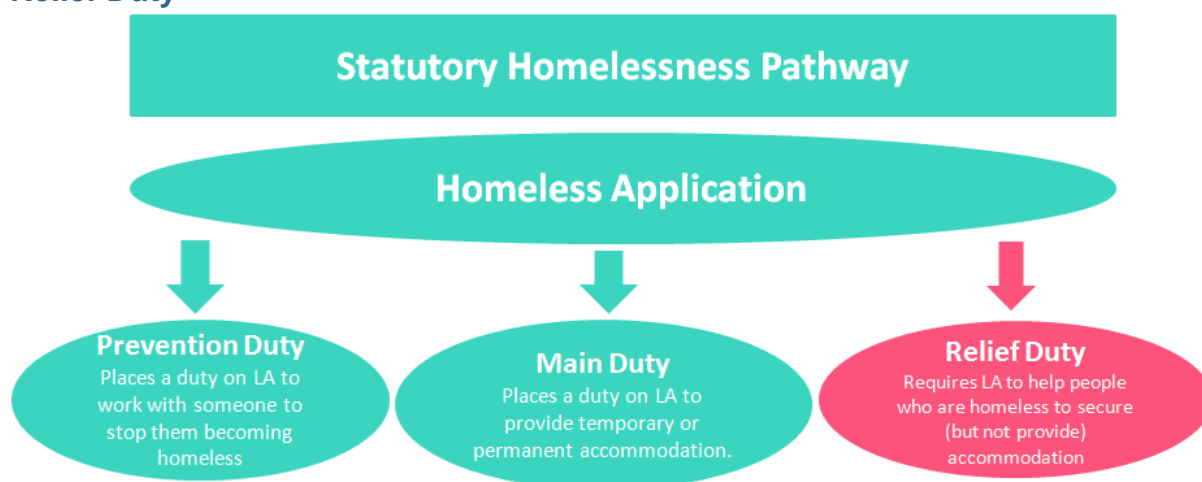 Relief Duty
Statutory Homelessness Pathway
Homeless Application
Prevention Duty
Places a duty on LA to
work with someone to
stop them becoming
homeless
Main Duty
Places a duty on LA to
provide temporary or
permanent accommodation.
Relief Duty
Requires LA to help people
who are homeless to secure
(but not provide)
accommodation